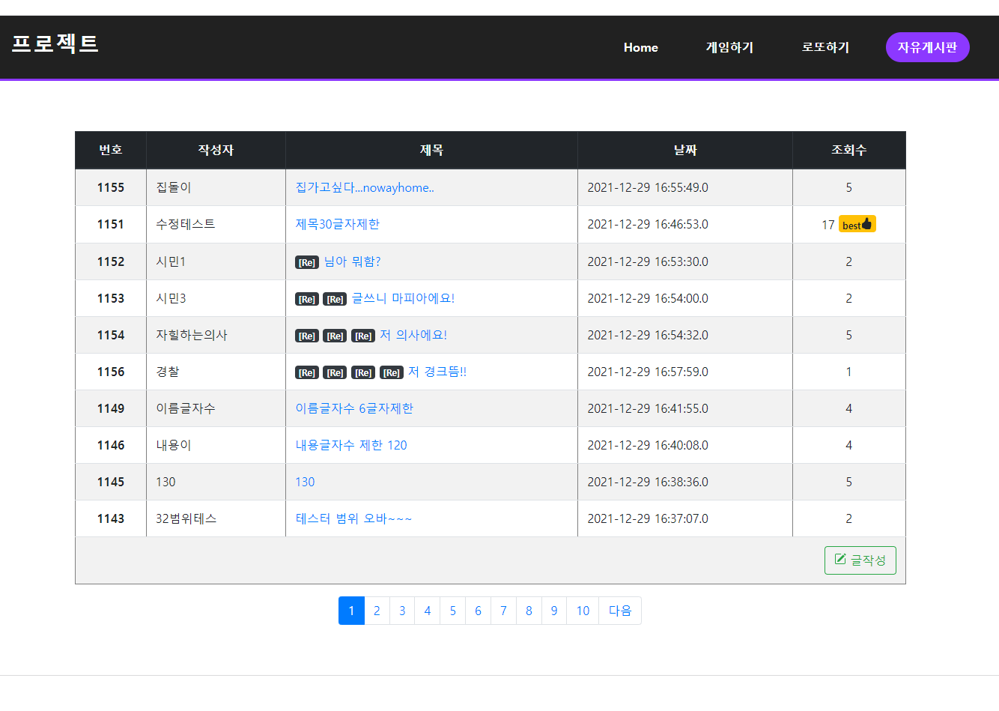 프로젝트 Home 게임하기 로또하기 자유게시판
번호 작성자 제목 날짜 조회수
1155 집돌이 집가고싶다...nowayhome.. 2021-12-29 16:55:49.0 5
1151 수정테스트 제목30글자제한 2021-12-29 16:46:53.0 17 best
1152 시민1 [Re] 님아 뭐함? 2021-12-29 16:53:30.0 2
1153 시민3 [Re] [Re] 글쓰니 마피아에요! 2021-12-29 16:54:00.0 2
1154 자힐하는의사 [Re] [Re] [Re] 저 의사에요! 2021-12-29 16:54:32.0 5
1156 경찰 [Re] [Re] [Re] [Re] 저 경크뜸!! 2021-12-29 16:57:59.0 1
1149 이름글자수 이름글자수 6글자제한 2021-12-29 16:41:55.0 4
1146 내용이 내용글자수 제한 120 2021-12-29 16:40:08.0 4
1145 130 130 2021-12-29 16:38:36.0 5
1143 32범위테스 테스터 범위 오바~~~ 2021-12-29 16:37:07.0 2
글작성
1 2 3 4 5 6 7 8 9 10 다음